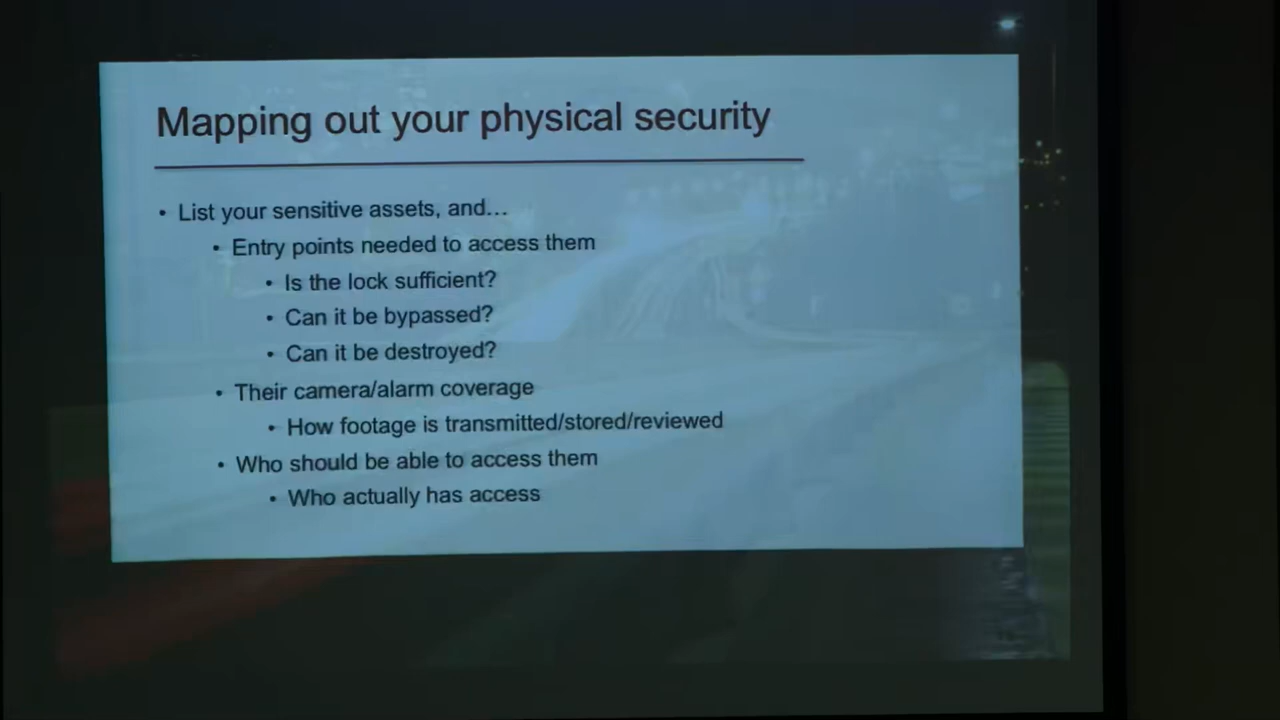 Mapping out your physical security
• List your sensitive assets, and…
• Entry points needed to access them
• Is the lock sufficient?
• Can it be bypassed?
• Can it be destroyed?
• Their camera/alarm coverage
• How footage is transmitted/stored/reviewed
• Who should be able to access them
• Who actually has access